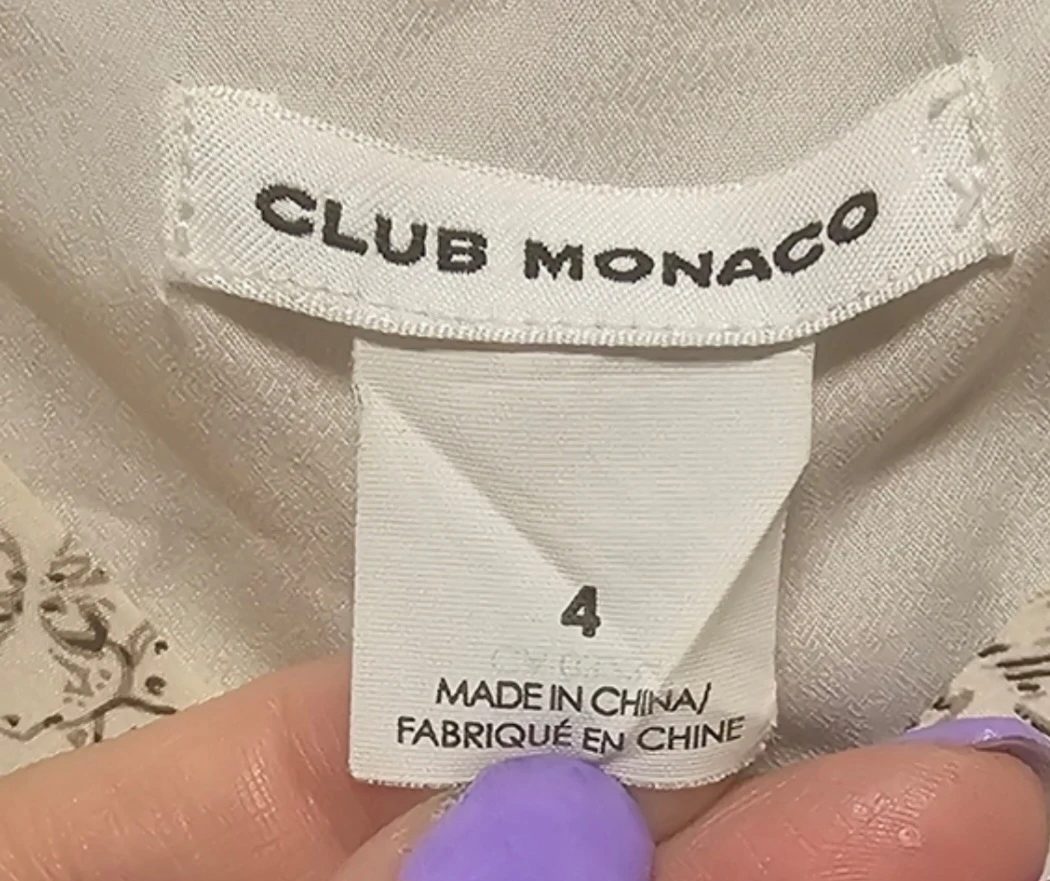 CLUB MONACO
4
MADE IN CHINA/
FABRIQUÉ EN CHINE